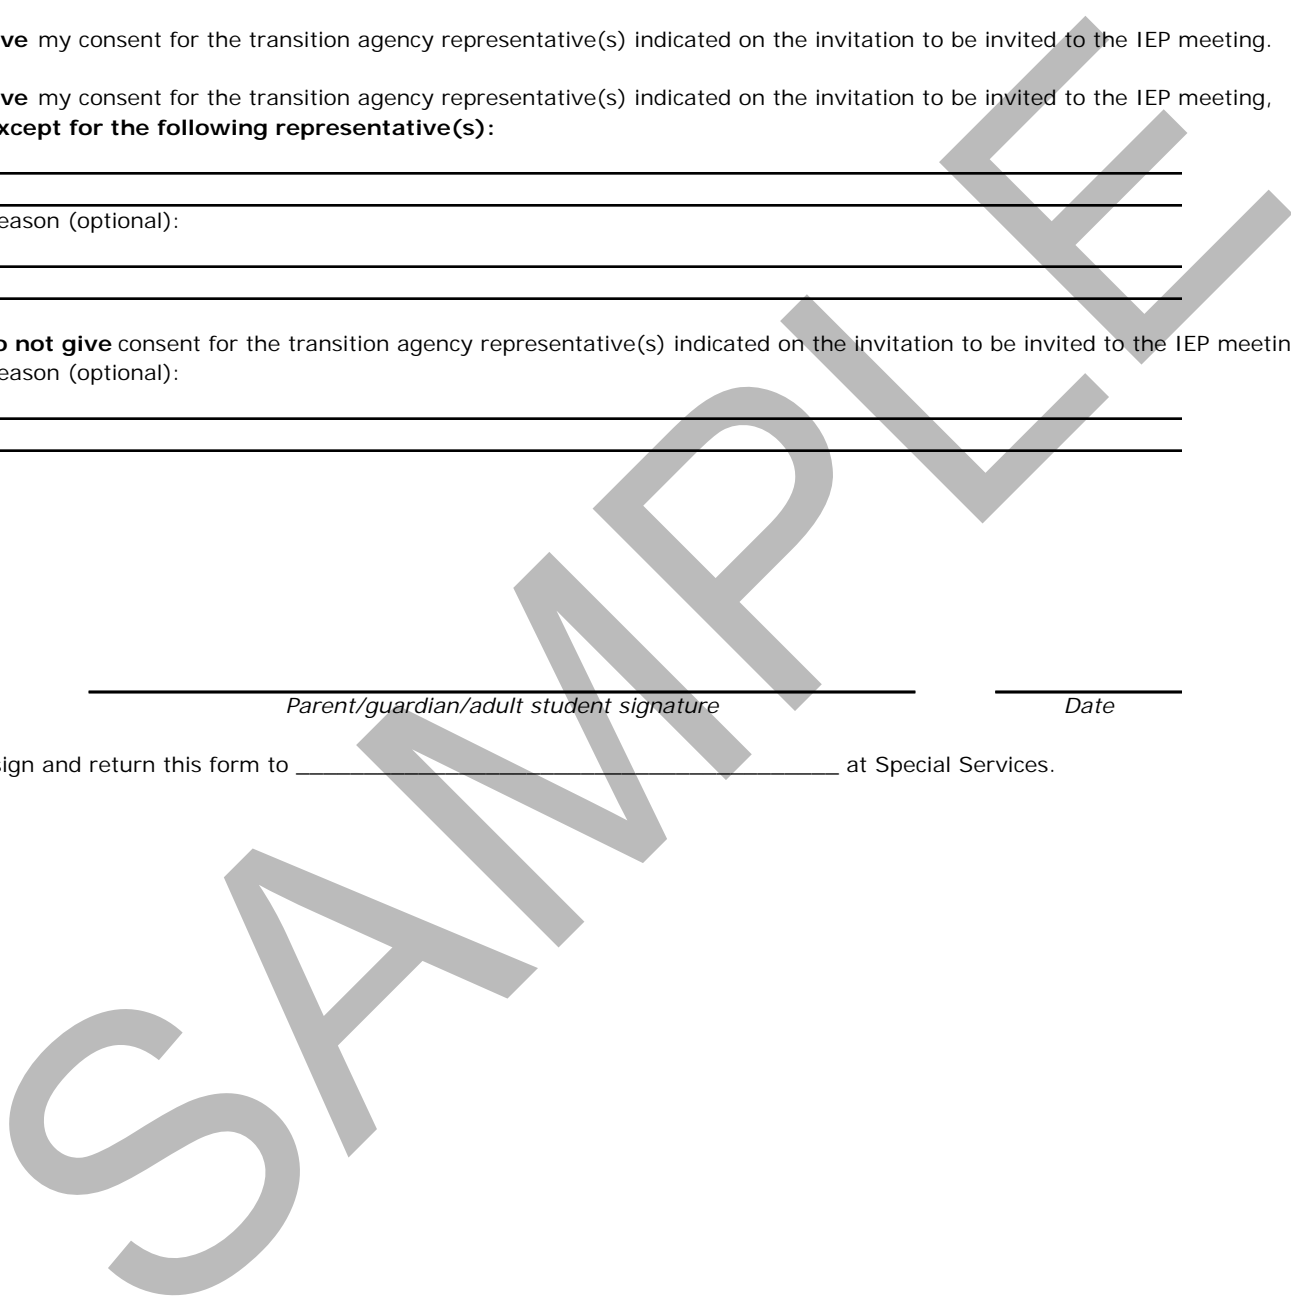 ve my consent for the transition agency representative(s) indicated on the invitation to be invited to the IEP meeting.
ve my consent for the transition agency representative(s) indicated on the invitation to be invited to the IEP meeting,
xcept for the following representative(s):
eason (optional):
o not give consent for the transition agency representative(s) indicated on the invitation to be invited to the IEP meetin
eason (optional):
Parent/guardian/adult student signature Date
sign and return this form to ________________________________________ at Special Services.
SAMPLE